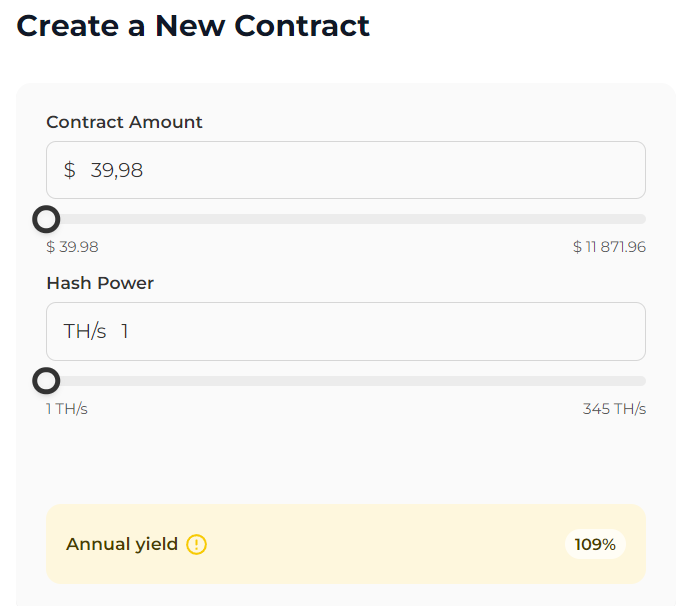 Create a New Contract
Contract Amount
$ 39,98
$ 39.98 $ 11 871.96
Hash Power
TH/s 1
1 TH/s 345 TH/s
Annual yield 109%